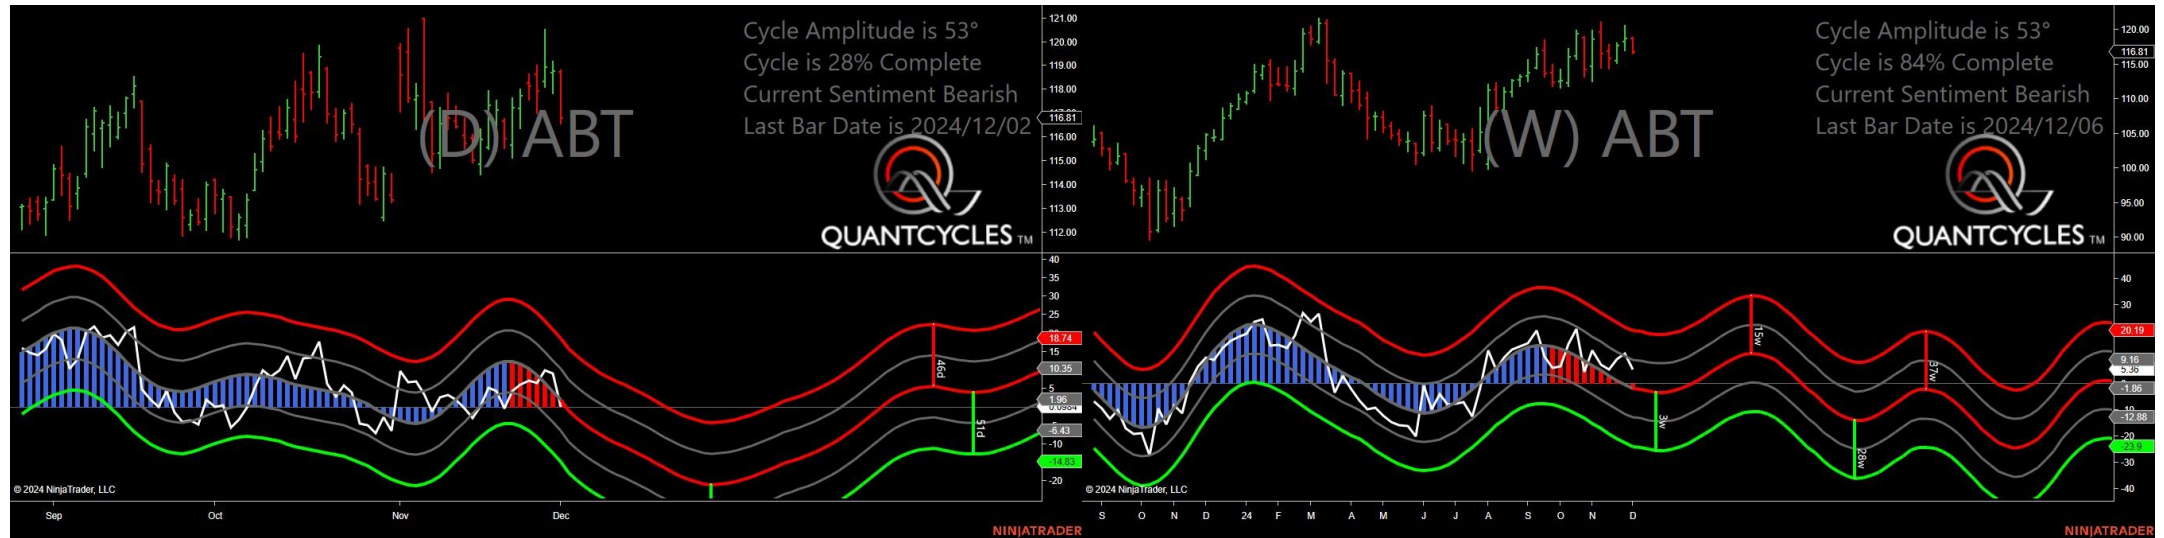 Cycle Amplitude is 53°
Cycle is 28% Complete
Current Sentiment Bearish
Last Bar Date is 2024/12/02
(D) ABT
QUANTCYCLES TM
121.00
120.00
119.00
118.00
116.81
116.00
115.00
114.00
113.00
112.00
40
35
30
25
18.74
15
10.35
5
1.96
0.0984
-6.43
-10
-14.83
-20
46d
51d
© 2024 NinjaTrader, LLC
Sep Oct Nov Dec
NINJATRADER
Cycle Amplitude is 53°
Cycle is 84% Complete
Current Sentiment Bearish
Last Bar Date is 2024/12/06
(W) ABT
QUANTCYCLES TM
120.00
116.81
115.00
110.00
105.00
100.00
95.00
90.00
40
30
20.19
9.16
5.36
-1.86
-12.88
-20
-23.9
-30
-40
15w
37w
3w
28w
© 2024 NinjaTrader, LLC
S O N D 24 F M A M J J A S O N D
NINJATRADER